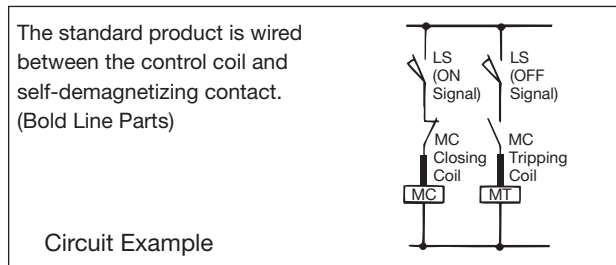 The standard product is wired
between the control coil and
self-demagnetizing contact.
(Bold Line Parts)
LS
(ON
Signal)
LS
(OFF
Signal)
MC
Closing
Coil
MC
Tripping
Coil
MC
MT
Circuit Example